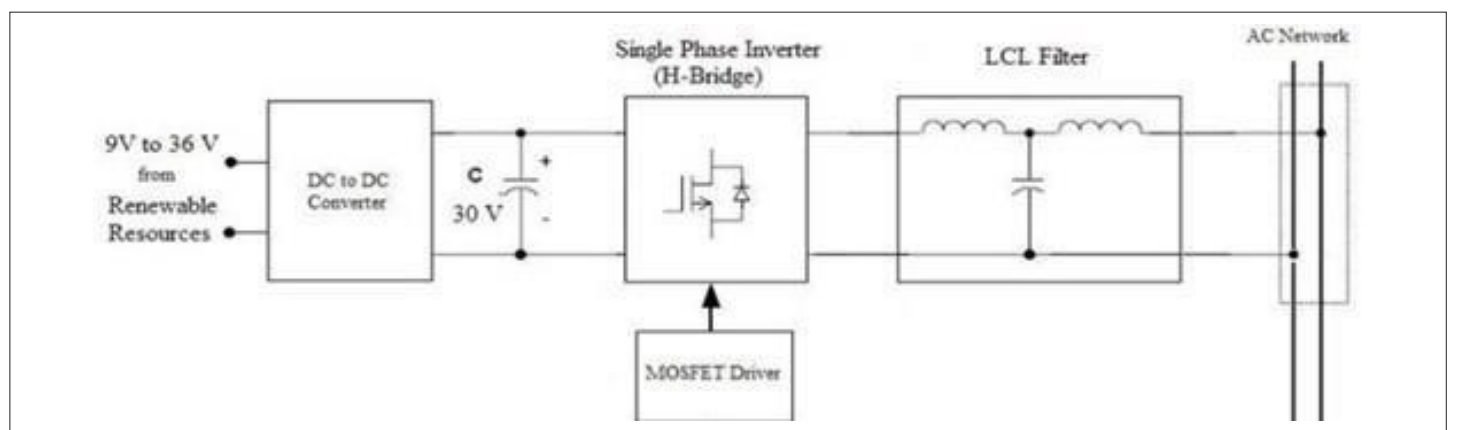 Single Phase Inverter
(H-Bridge)
LCL Filter
AC Network
9V to 36 V
from
Renewable
Resources
DC to DC
Converter
C
30 V
+
-
MOSFET Driver